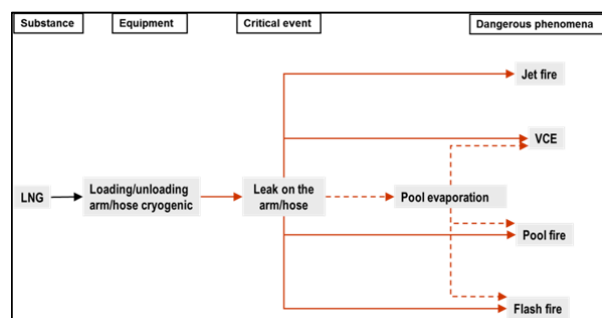 Substance
Equipment
Critical event
Dangerous phenomena
Jet fire
VCE
LNG
Loading/unloading
arm/hose cryogenic
Leak on the
arm/hose
Pool evaporation
Pool fire
Flash fire